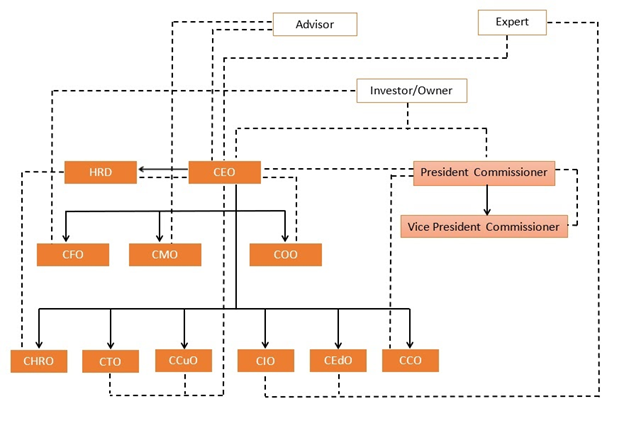 Advisor
Expert
Investor/Owner
HRD
CEO
President Commissioner
Vice President Commissioner
CFO
CMO
COO
CHRO
CTO
CCuO
CIO
CEdO
CCO